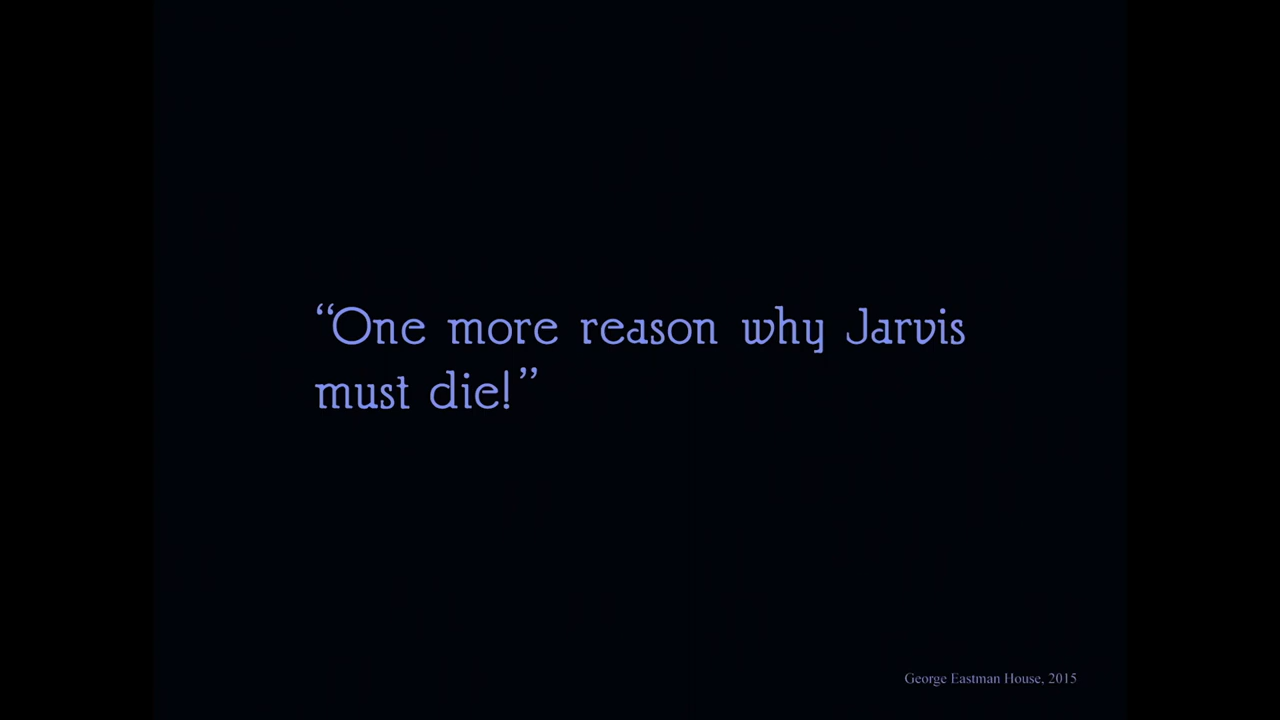 “One more reason why Jarvis
must die!”
George Eastman House, 2015